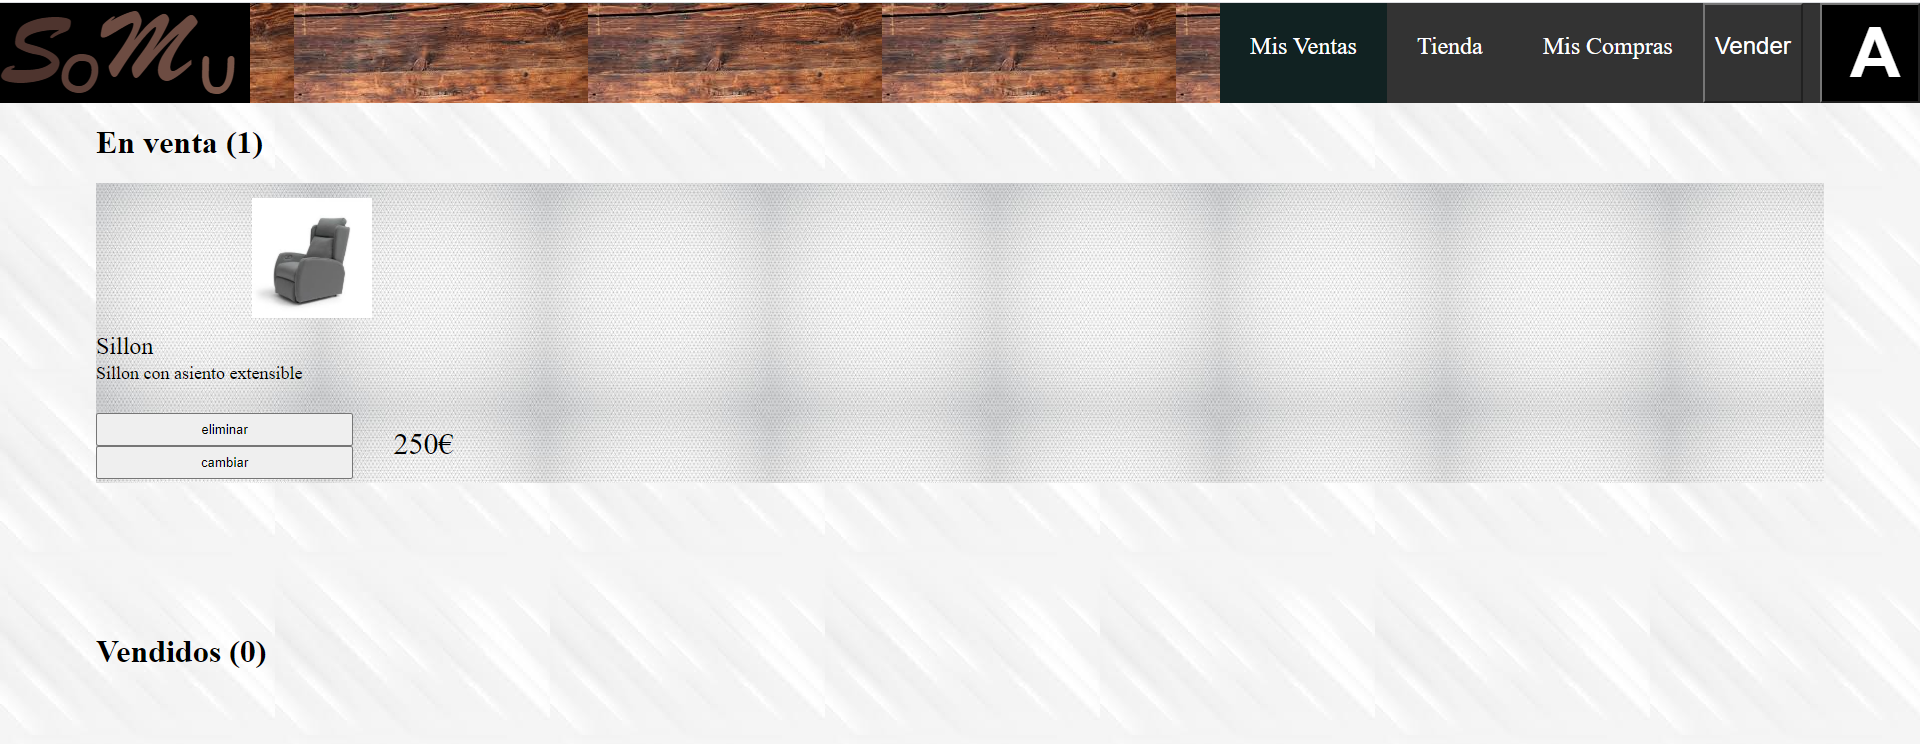 SoMu
Mis Ventas
Tienda
Mis Compras
Vender
A
En venta (1)
Sillon
Sillon con asiento extensible
eliminar
cambiar
250€
Vendidos (0)